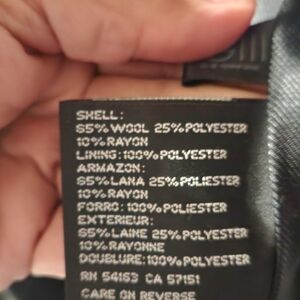 SHELL:
65% WOOL 25% POLYESTER
10% RAYON
LINING: 100% POLYESTER
ARMAZON:
65% LANA 25% POLIESTER
10% RAYON
FORRO: 100% POLIESTER
EXTERIEUR:
65% LAINE 25% POLYESTER
10% RAYONNE
DOUBLURE: 100% POLYESTER
RN 54163 CA 57151
CARE ON REVERSE